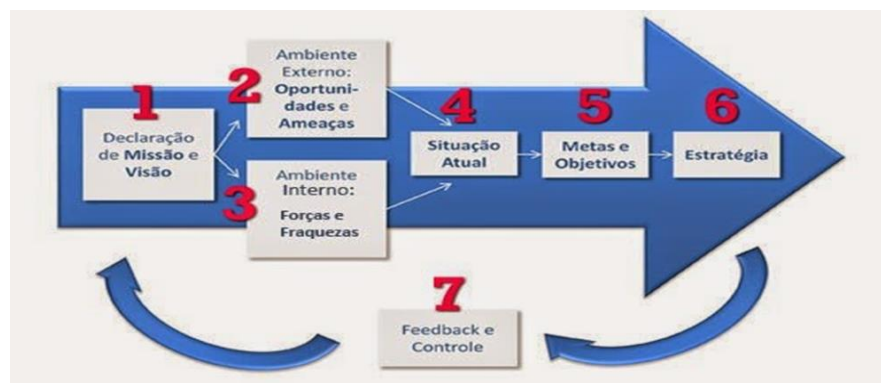 1
Declaração
de Missão e
Visão
2
Ambiente
Externo:
Oportuni-
dades e
Ameaças
3
Ambiente
Interno:
Forças e
Fraquezas
4
Situação
Atual
5
Metas e
Objetivos
6
Estratégia
7
Feedback e
Controle